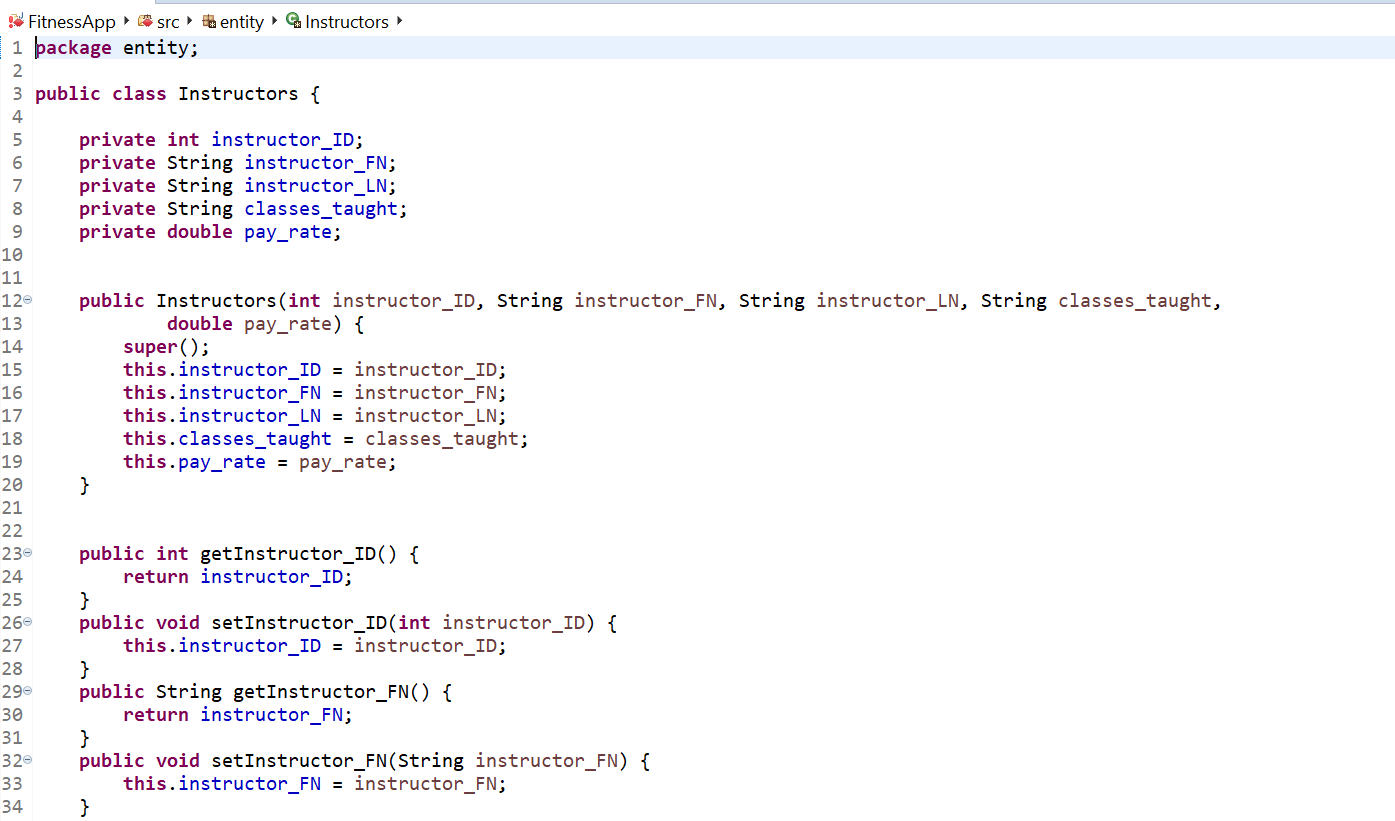 FitnessApp src entity Instructors
1 package entity;
2
3 public class Instructors {
4
5     private int instructor_ID;
6     private String instructor_FN;
7     private String instructor_LN;
8     private String classes_taught;
9     private double pay_rate;
10
11
12     public Instructors(int instructor_ID, String instructor_FN, String instructor_LN, String classes_taught,
13             double pay_rate) {
14         super();
15         this.instructor_ID = instructor_ID;
16         this.instructor_FN = instructor_FN;
17         this.instructor_LN = instructor_LN;
18         this.classes_taught = classes_taught;
19         this.pay_rate = pay_rate;
20     }
21
22
23     public int getInstructor_ID() {
24         return instructor_ID;
25     }
26     public void setInstructor_ID(int instructor_ID) {
27         this.instructor_ID = instructor_ID;
28     }
29     public String getInstructor_FN() {
30         return instructor_FN;
31     }
32     public void setInstructor_FN(String instructor_FN) {
33         this.instructor_FN = instructor_FN;
34     }